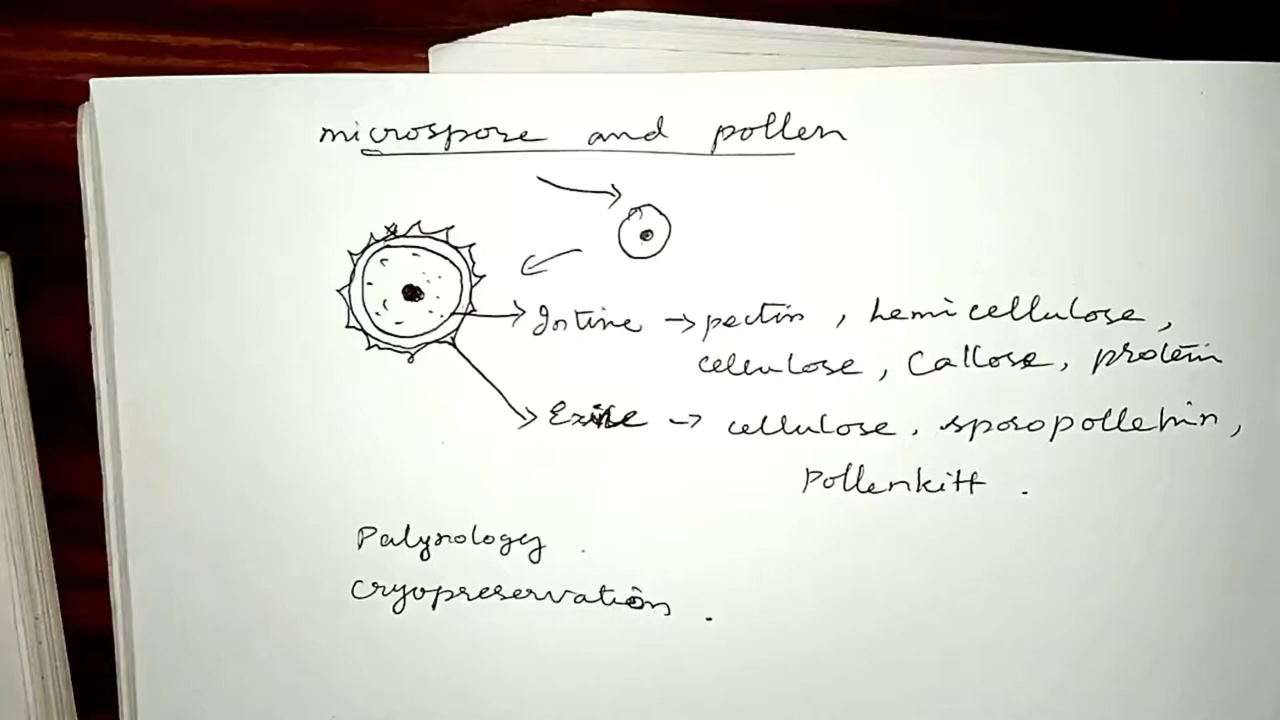 microspore and pollen
Intine → pectin, hemicellulose,
cellulose, Callose, protein
Exine → cellulose, sporopollenin,
Pollenkitt.
Palynology.
Cryopreservation.